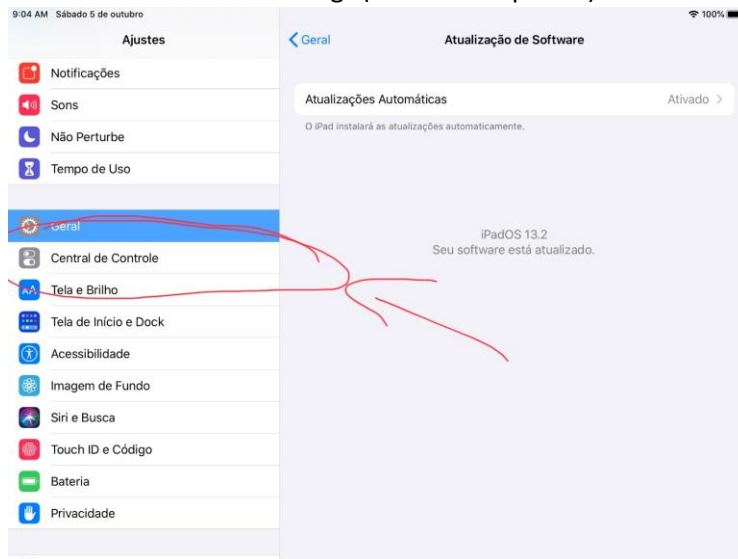 9:04 AM Sábado 5 de outubro
100%
Ajustes
Notificações
Sons
Não Perturbe
Tempo de Uso
Geral
Central de Controle
AA Tela e Brilho
Tela de Início e Dock
Acessibilidade
Imagem de Fundo
Siri e Busca
Touch ID e Código
Bateria
Privacidade
Geral
Atualização de Software
Atualizações Automáticas Ativado
O iPad instalará as atualizações automaticamente.
iPadOS 13.2
Seu software está atualizado.